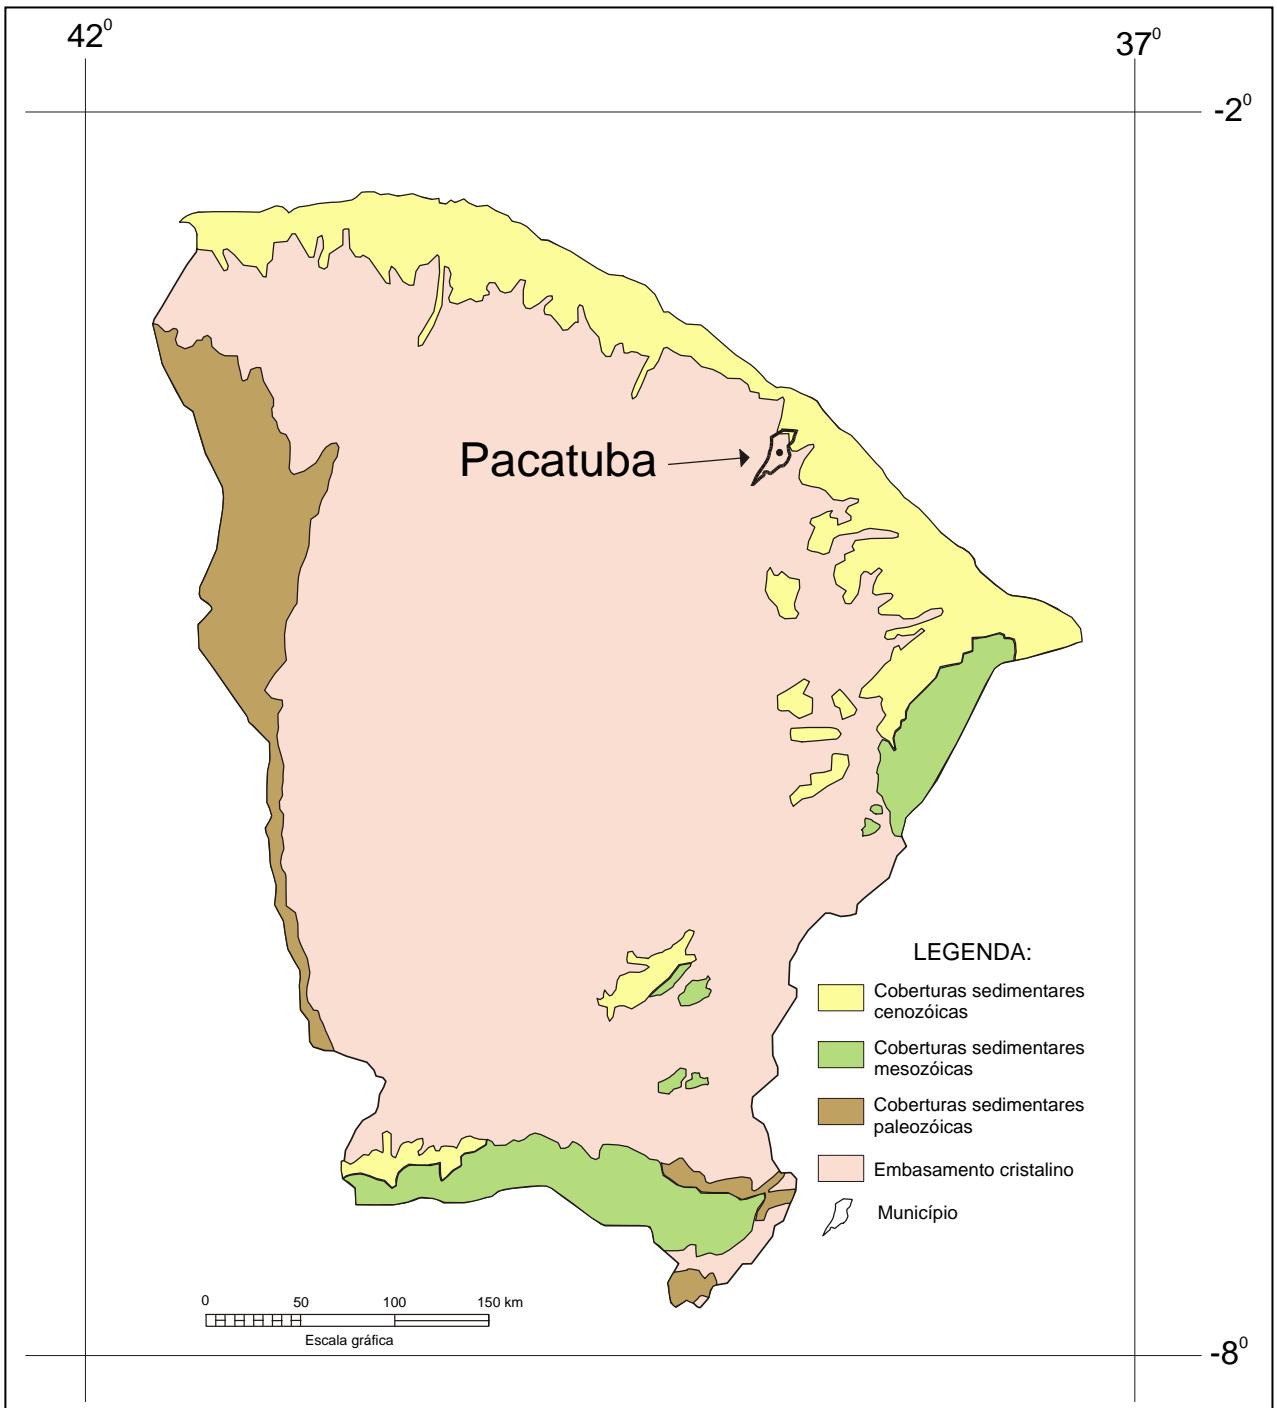 42⁰
37⁰
-2⁰
Pacatuba
LEGENDA:
Coberturas sedimentares
cenozóicas
Coberturas sedimentares
mesozóicas
Coberturas sedimentares
paleozóicas
Embasamento cristalino
Município
0 50 100 150 km
Escala gráfica
-8⁰